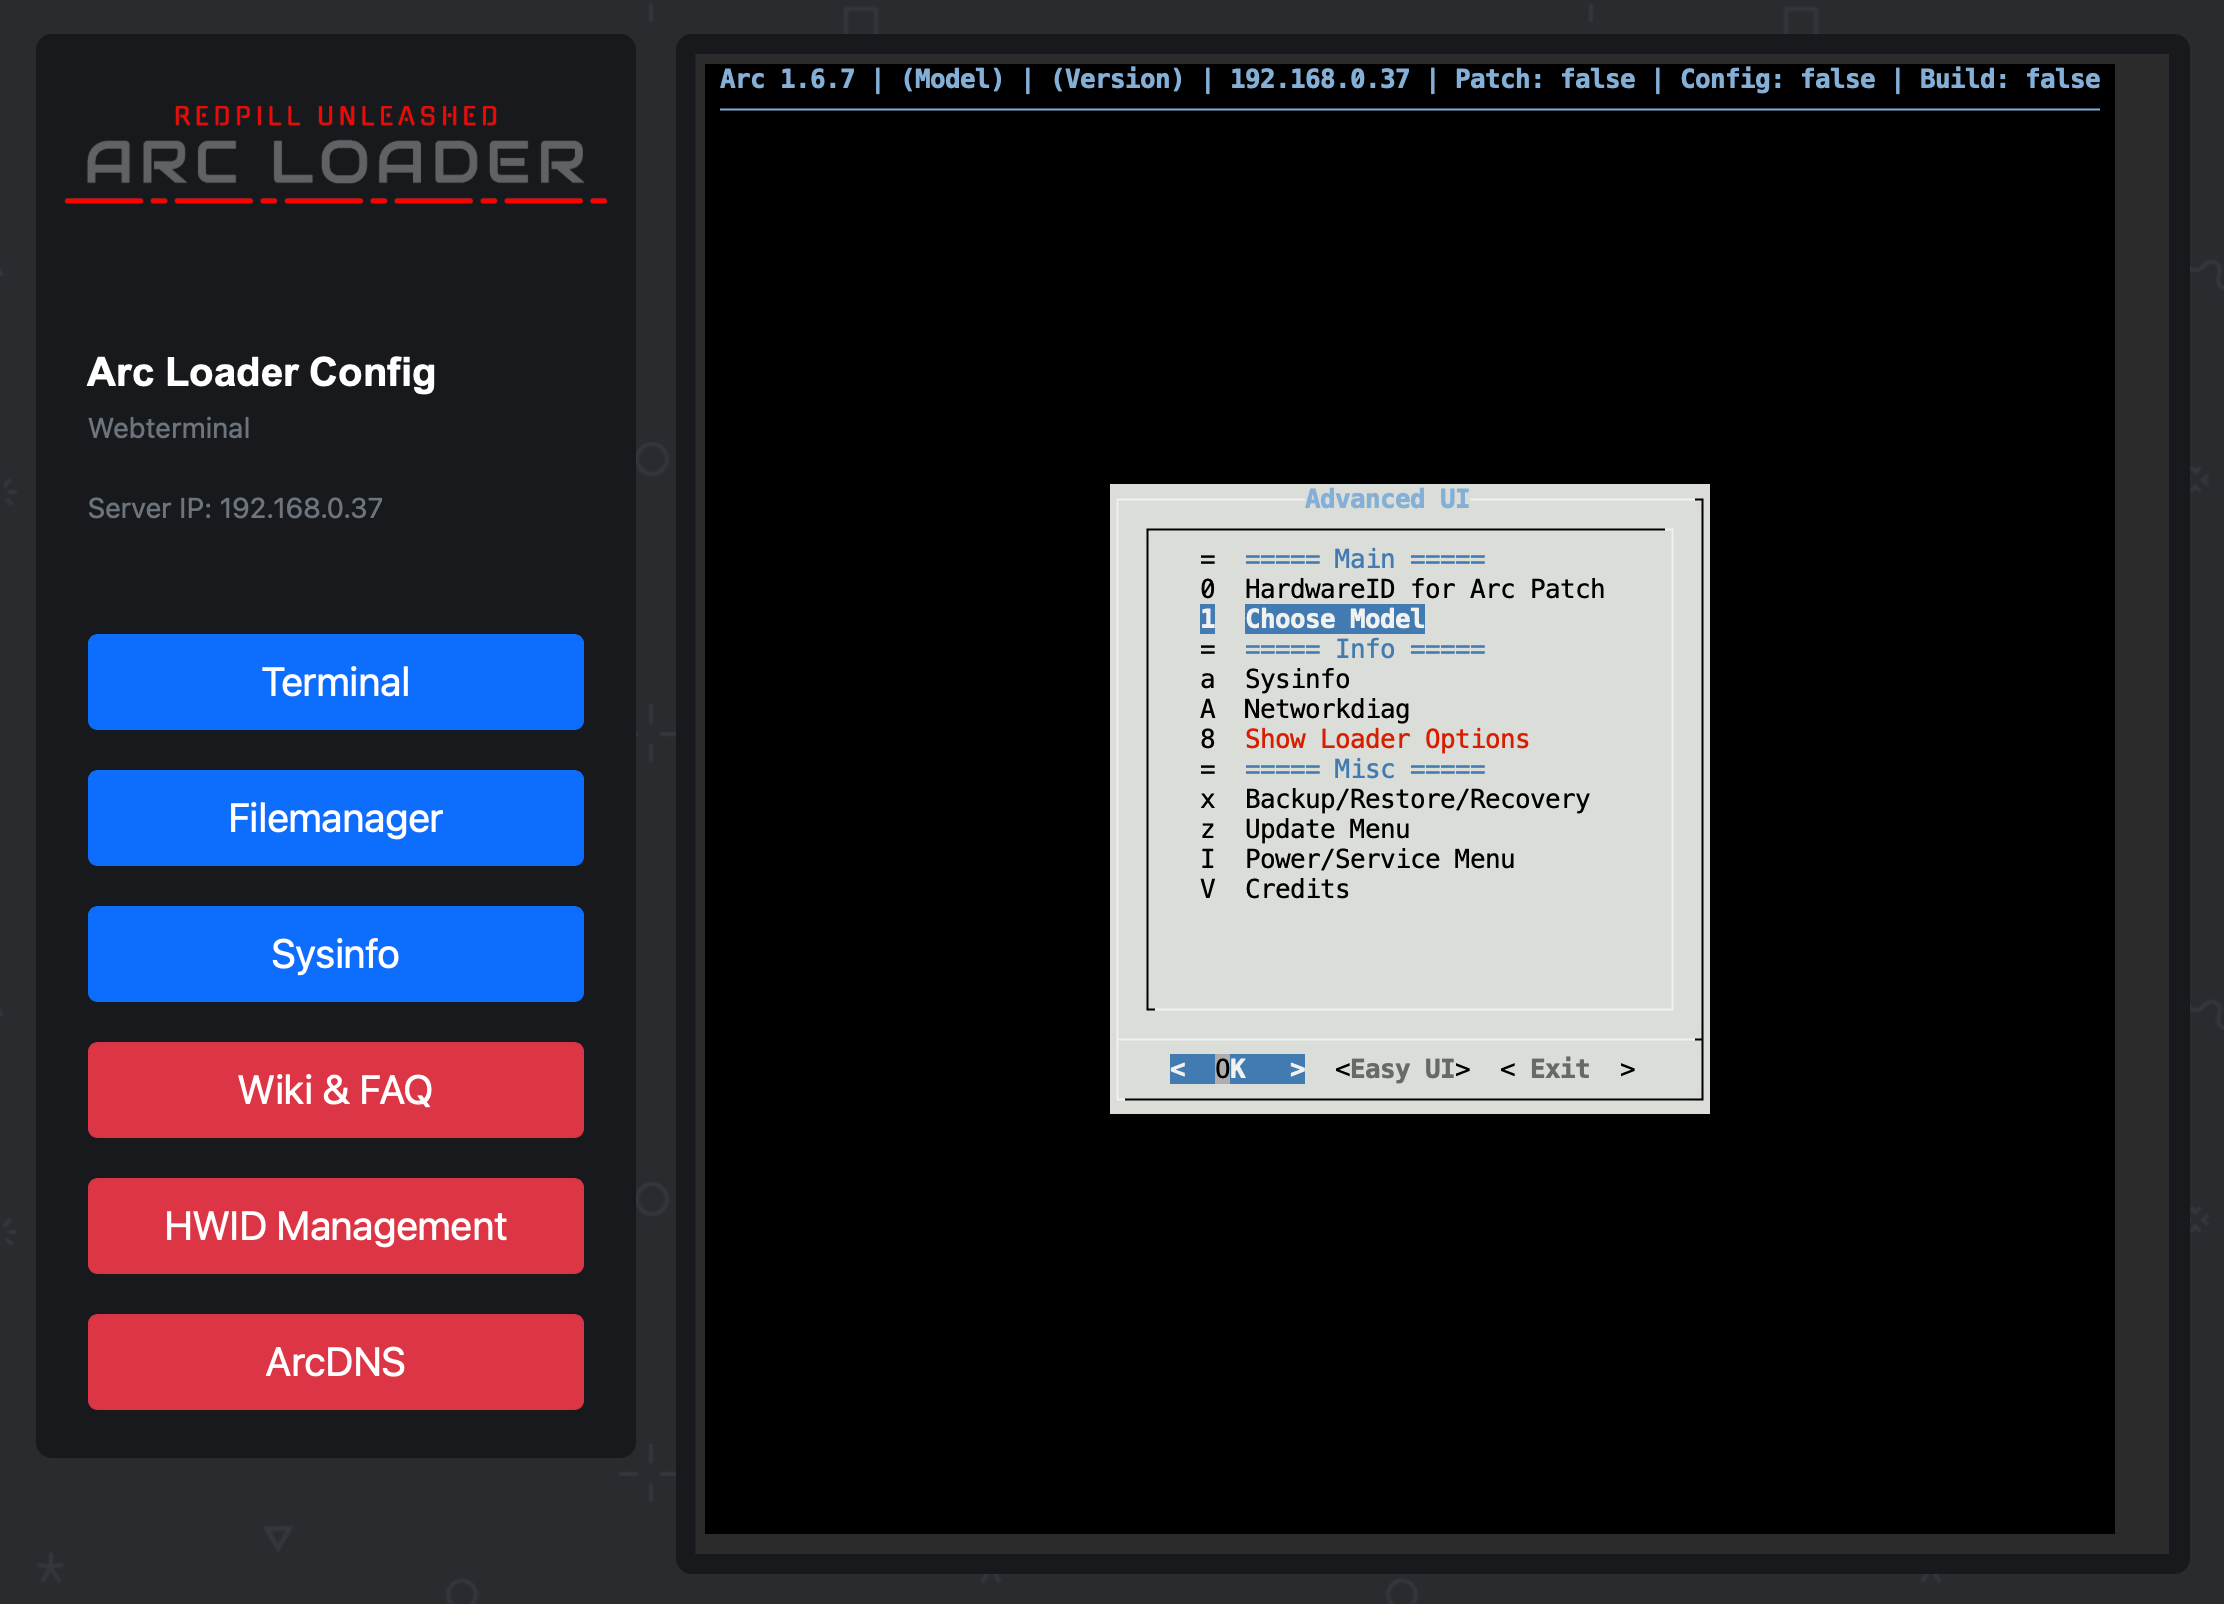 REDPILL UNLEASHED
ARC LOADER
Arc Loader Config
Webterminal
Server IP: 192.168.0.37
Terminal
Filemanager
Sysinfo
Wiki & FAQ
HWID Management
ArcDNS
Arc 1.6.7 | (Model) | (Version) | 192.168.0.37 | Patch: false | Config: false | Build: false
Advanced UI
= ===== Main =====
0 HardwareID for Arc Patch
1 Choose Model
= ===== Info =====
a Sysinfo
A Networkdiag
8 Show Loader Options
= ===== Misc =====
x Backup/Restore/Recovery
z Update Menu
I Power/Service Menu
V Credits
< OK > <Easy UI> < Exit >